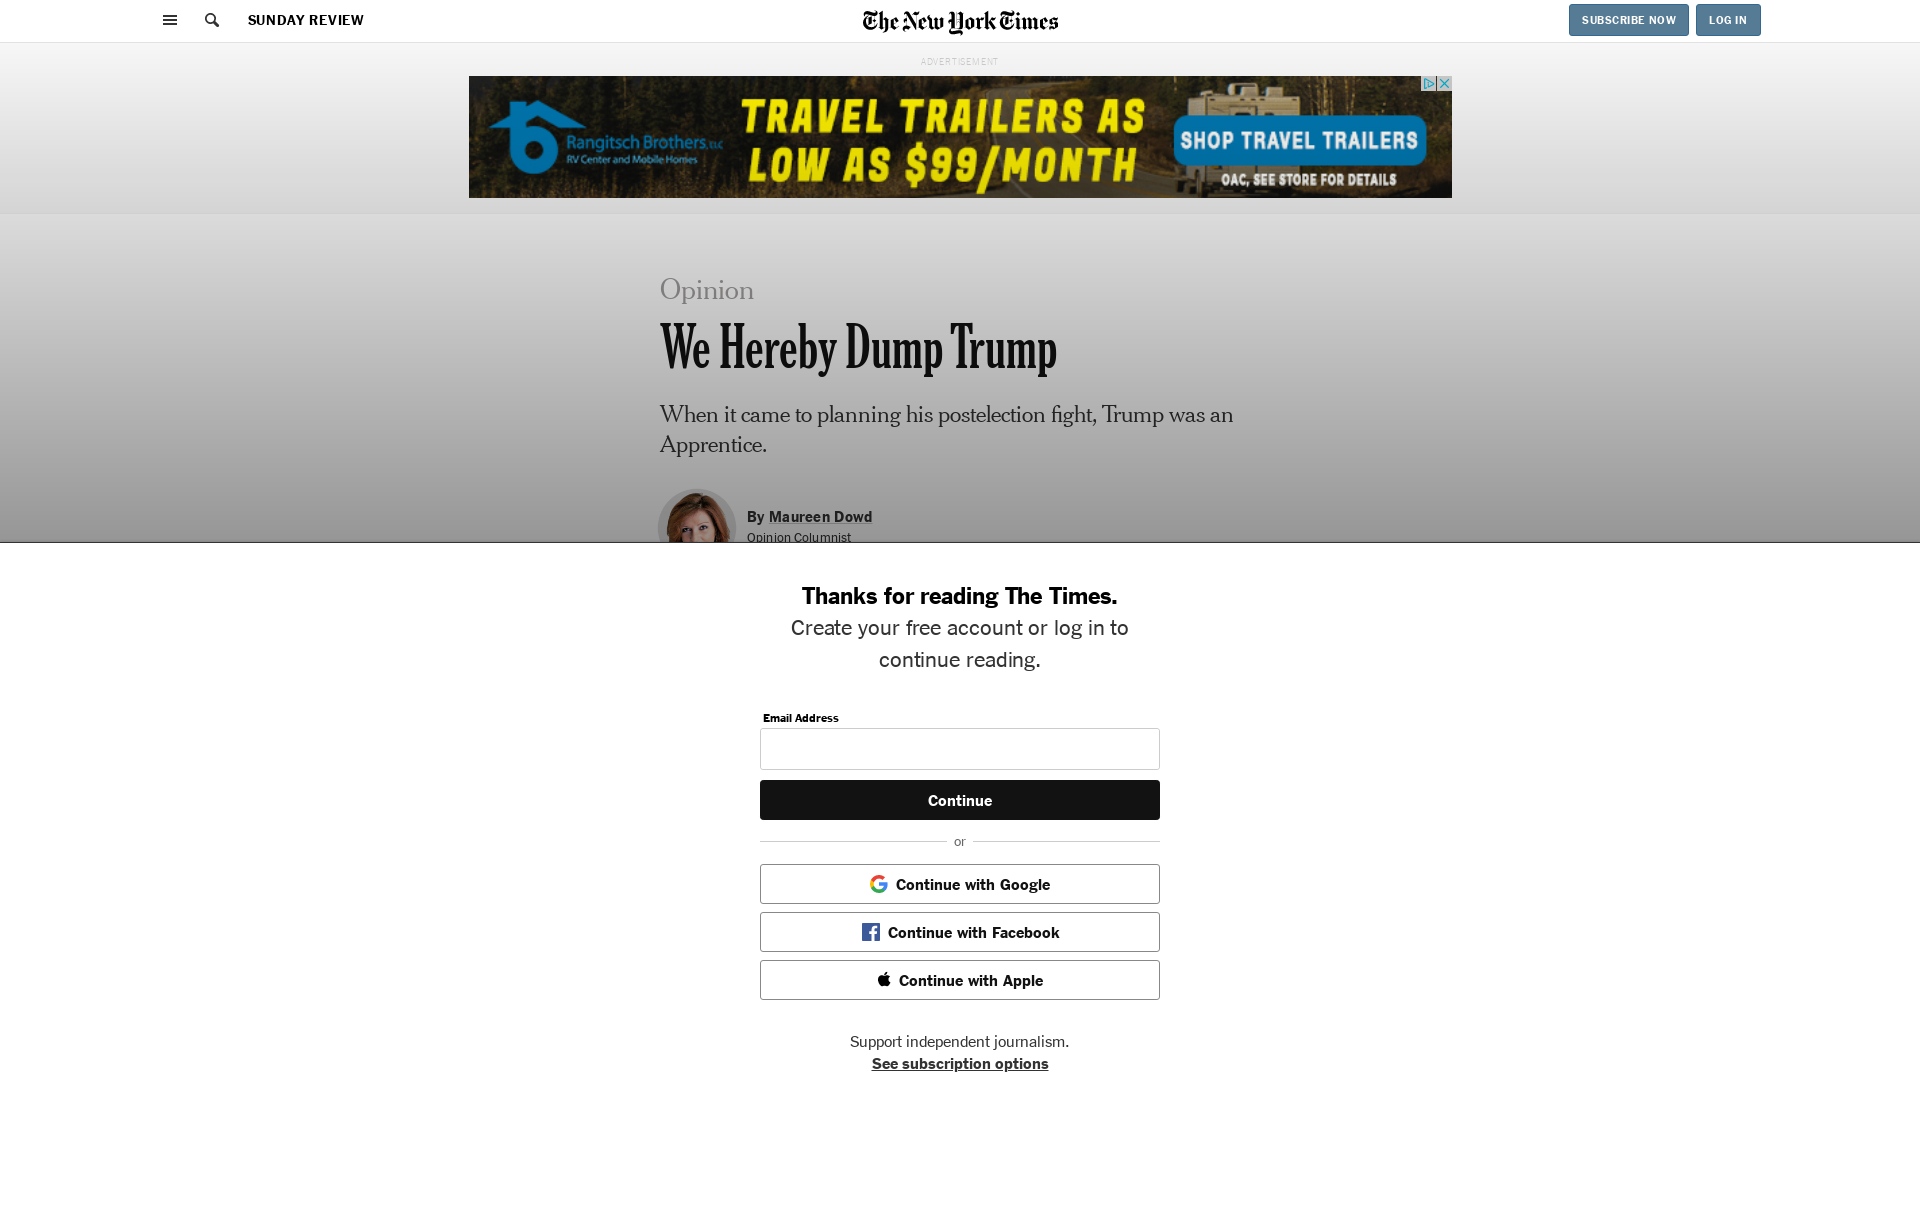 SUNDAY REVIEW
The New York Times
SUBSCRIBE NOW
LOG IN
ADVERTISEMENT
Rangitsch Brothers, LLC
RV Center and Mobile Homes
TRAVEL TRAILERS AS
LOW AS $99/MONTH
SHOP TRAVEL TRAILERS
OAC, SEE STORE FOR DETAILS
Opinion
We Hereby Dump Trump
When it came to planning his postelection fight, Trump was an
Apprentice.
By Maureen Dowd
Opinion Columnist
Thanks for reading The Times.
Create your free account or log in to
continue reading.
Email Address
Continue
or
Continue with Google
Continue with Facebook
Continue with Apple
Support independent journalism.
See subscription options